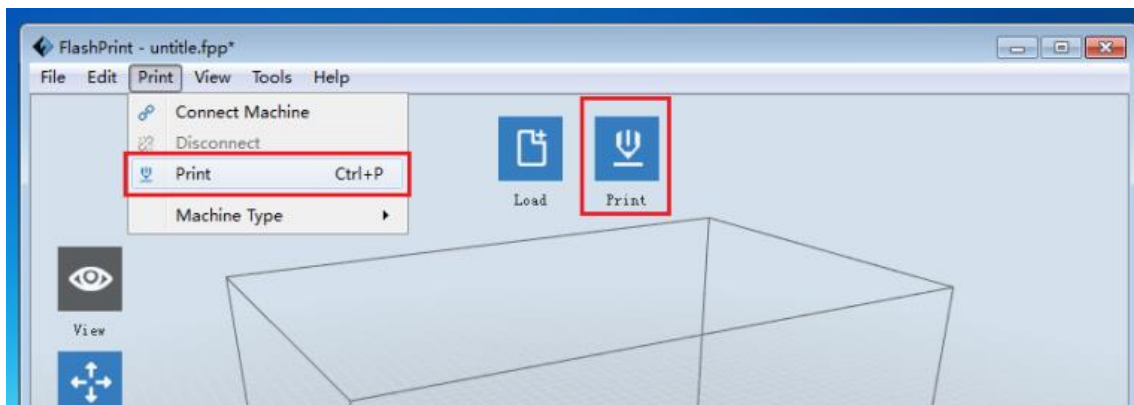 FlashPrint - untitle.fpp*
File Edit Print View Tools Help
Connect Machine
Disconnect
Print Ctrl+P
Machine Type
Load Print
View